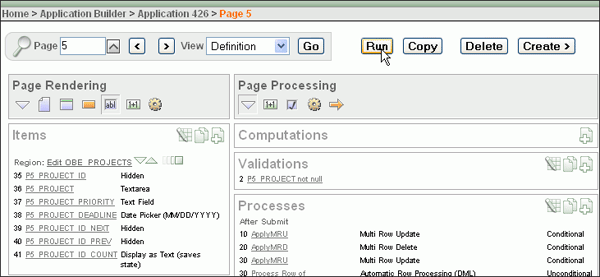 Home > Application Builder > Application 426 > Page 5
Page 5 View Definition Go Run Copy Delete Create >
Page Rendering
Items
Region: Edit OBE_PROJECTS
35 P5_PROJECT_ID Hidden
36 P5_PROJECT Textarea
37 P5_PROJECT_PRIORITY Text Field
38 P5_PROJECT_DEADLINE Date Picker (MM/DD/YYYY)
39 P5_PROJECT_ID_NEXT Hidden
40 P5_PROJECT_ID_PREV Hidden
41 P5_PROJECT_ID_COUNT Display as Text (saves
state)
Page Processing
Computations
Validations
2 P5_PROJECT not null
Processes
After Submit
10 ApplyMRU Multi Row Update Conditional
20 ApplyMRD Multi Row Delete Conditional
30 ApplyMRU Multi Row Update Unconditional
30 Process Row of Automatic Row Processing (DML) Unconditional